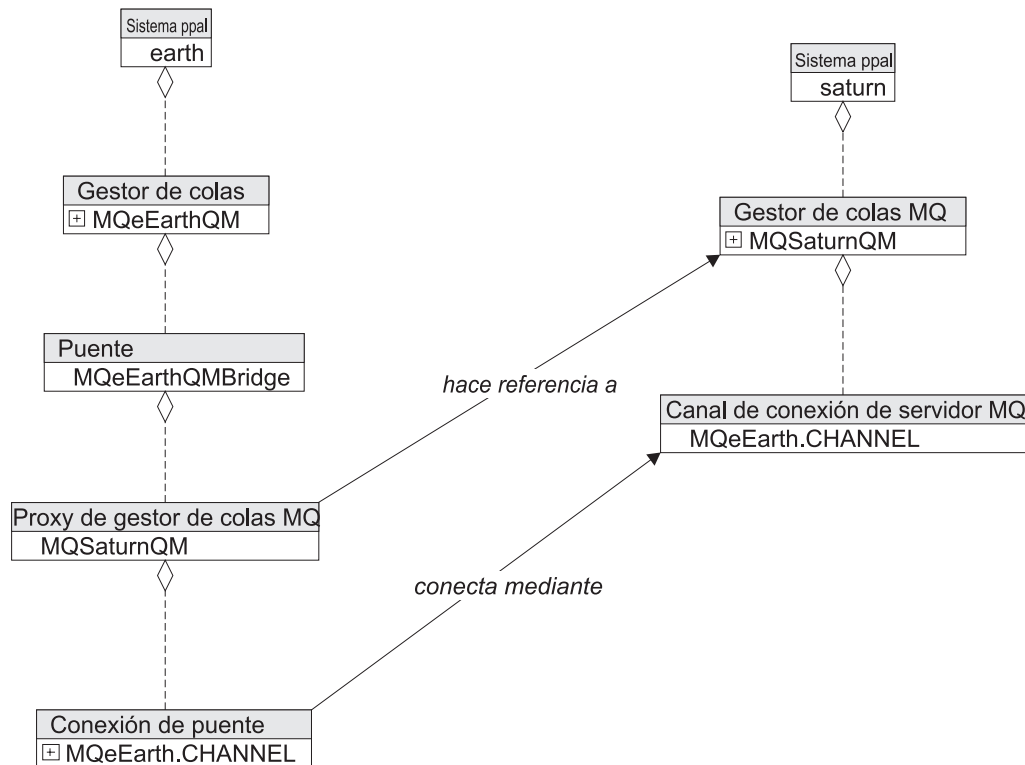 Sistema ppal
earth
Gestor de colas
MQeEarthQM
Puente
MQeEarthQMBridge
Proxy de gestor de colas MQ
MQSaturnQM
Conexión de puente
MQeEarth.CHANNEL
hace referencia a
conecta mediante
Sistema ppal
saturn
Gestor de colas MQ
MQSaturnQM
Canal de conexión de servidor MQ
MQeEarth.CHANNEL